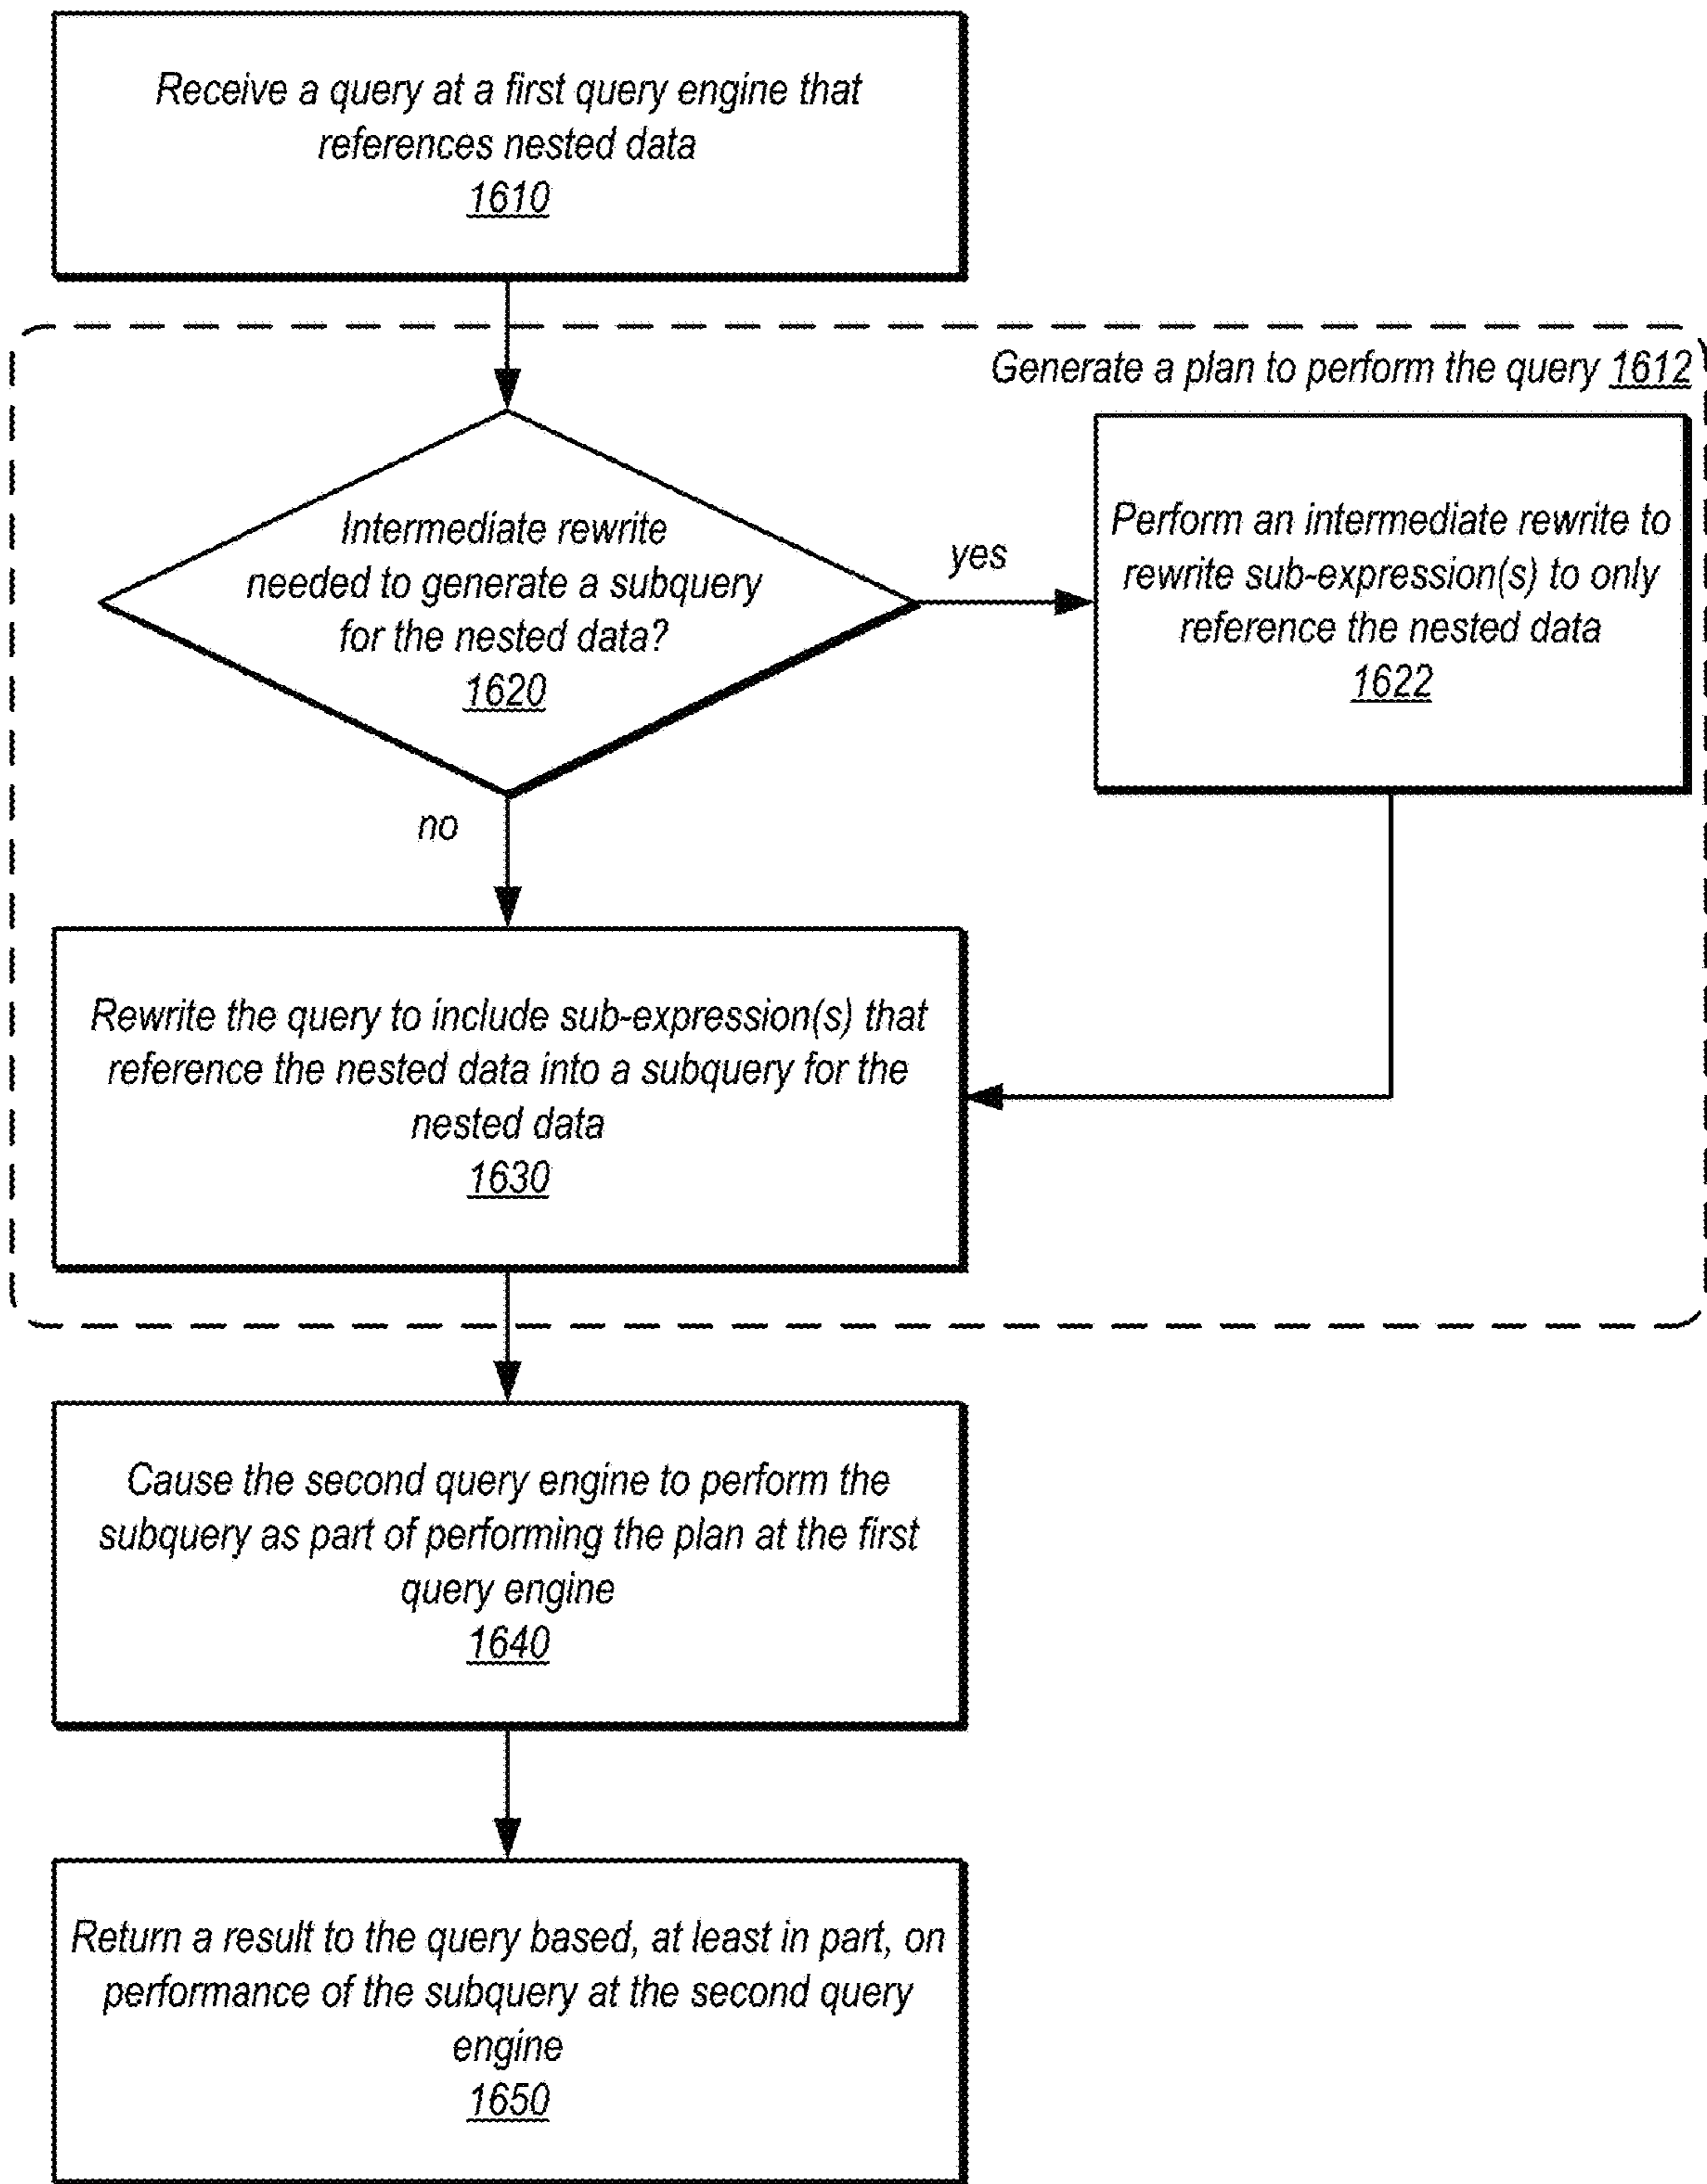 Receive a query at a first query engine that
references nested data
1610
Generate a plan to perform the query 1612
Intermediate rewrite
needed to generate a subquery
for the nested data?
1620
yes
Perform an intermediate rewrite to
rewrite sub-expression(s) to only
reference the nested data
1622
no
Rewrite the query to include sub-expression(s) that
reference the nested data into a subquery for the
nested data
1630
Cause the second query engine to perform the
subquery as part of performing the plan at the first
query engine
1640
Return a result to the query based, at least in part, on
performance of the subquery at the second query
engine
1650